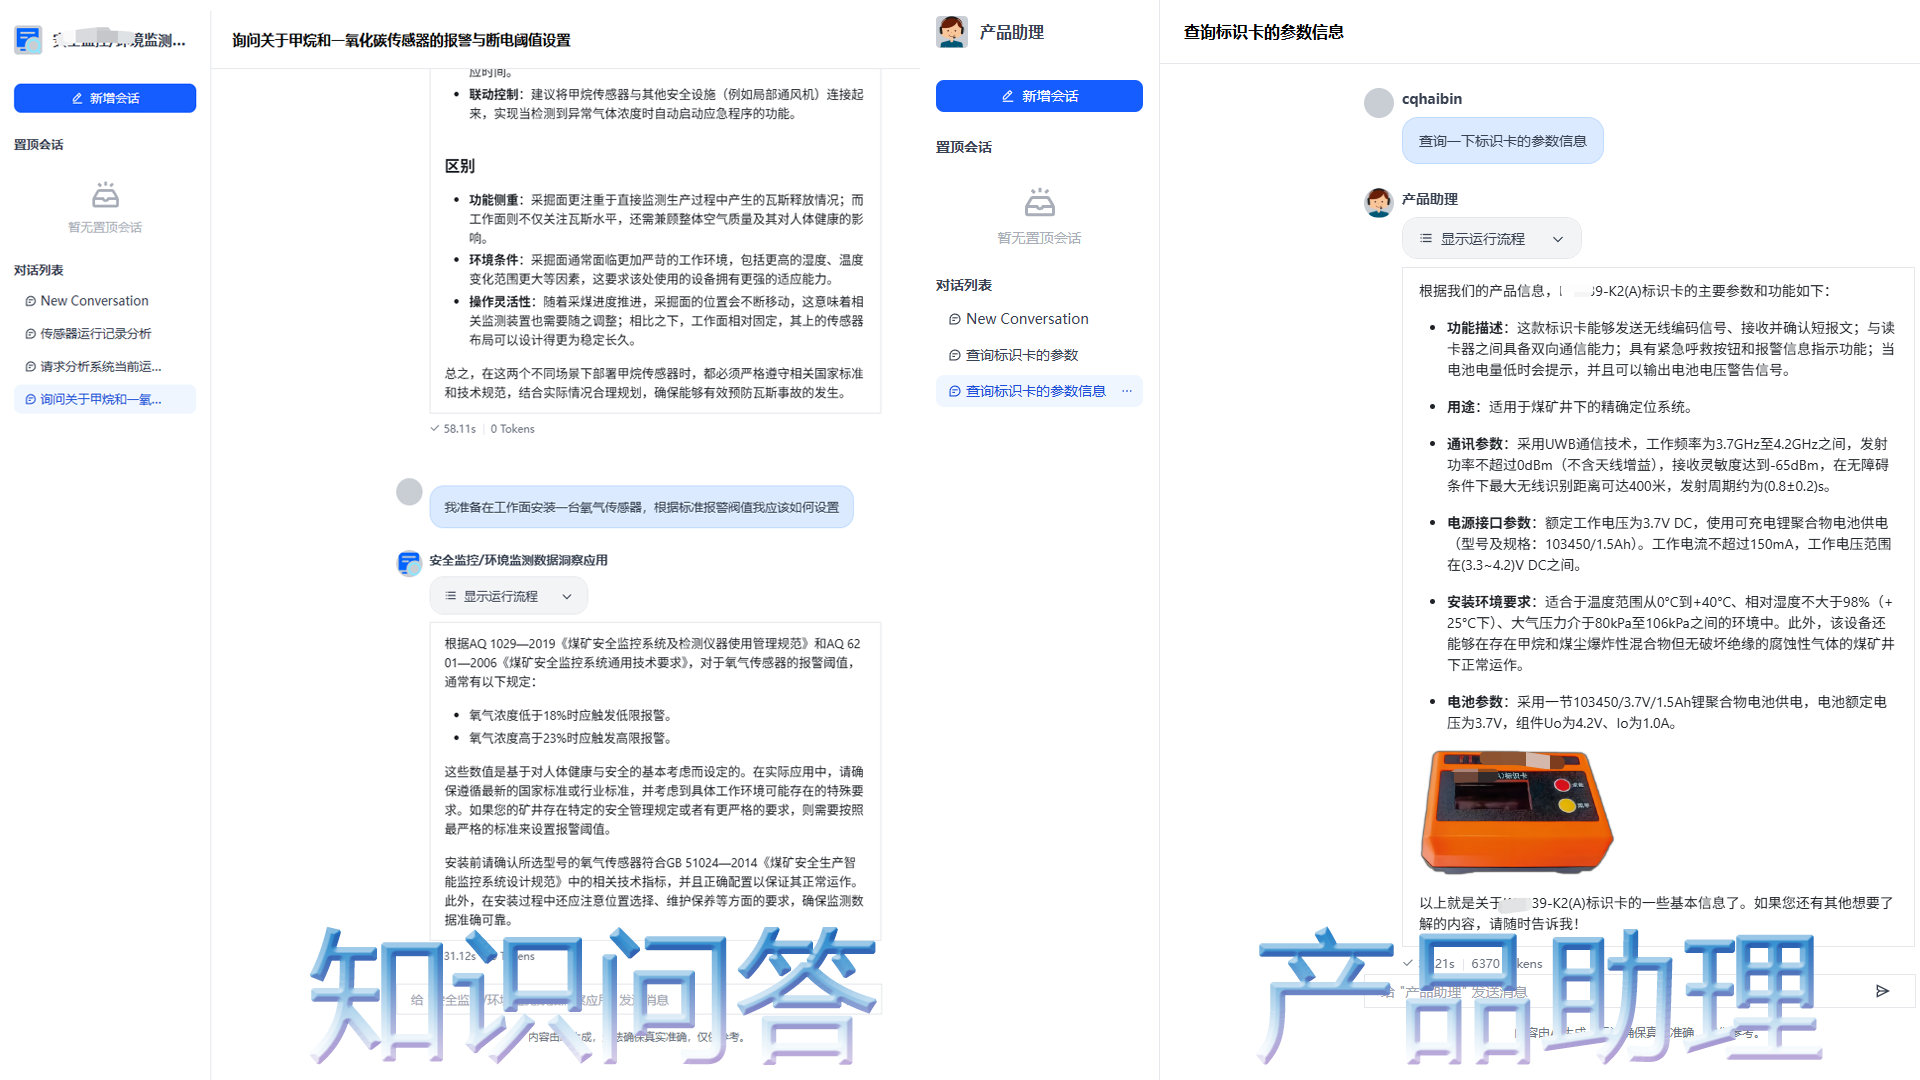 安全监控/环境监测...
新增会话
置顶会话
暂无置顶会话
对话列表
New Conversation
传感器运行记录分析
请求分析系统当前运...
询问关于甲烷和一氧...
询问关于甲烷和一氧化碳传感器的报警与断电阈值设置
应时间。
联动控制：建议将甲烷传感器与其他安全设施（例如局部通风机）连接起
来，实现当检测到异常气体浓度时自动启动应急程序的功能。
区别
功能侧重：采掘面更注重于直接监测生产过程中产生的瓦斯释放情况；而
工作面则不仅关注瓦斯水平，还需兼顾整体空气质量及其对人体健康的影
响。
环境条件：采掘面通常面临更加严苛的工作环境，包括更高的湿度、温度
变化范围更大等因素，这要求该处使用的设备拥有更强的适应能力。
操作灵活性：随着采煤进度推进，采掘面的位置会不断移动，这意味着相
关监测装置也需要随之调整；相比之下，工作面相对固定，其上的传感器
布局可以设计得更为稳定长久。
总之，在这两个不同场景下部署甲烷传感器时，都必须严格遵守相关国家标准
和技术规范，结合实际情况合理规划，确保能够有效预防瓦斯事故的发生。
58.11s 0 Tokens
我准备在工作面安装一台氧气传感器，根据标准报警阀值我应该如何设置
安全监控/环境监测数据洞察应用
显示运行流程
根据AQ 1029—2019《煤矿安全监控系统及检测仪器使用管理规范》和AQ 62
01—2006《煤矿安全监控系统通用技术要求》，对于氧气传感器的报警阈值，
通常有以下规定：
氧气浓度低于18%时应触发低限报警。
氧气浓度高于23%时应触发高限报警。
这些数值是基于对人体健康与安全的基本考虑而设定的。在实际应用中，请确
保遵循最新的国家标准或行业标准，并考虑到具体工作环境可能存在的特殊要
求。如果您的矿井存在特定的安全管理规定或者有更严格的要求，则需要按照
最严格的标准来设置报警阈值。
安装前请确认所选型号的氧气传感器符合GB 51024—2014《煤矿安全生产智
能监控系统设计规范》中的相关技术指标，并且正确配置以保证其正常运作。
此外，在安装过程中还应注意位置选择、维护保养等方面的要求，确保监测数
据准确可靠。
31.12s
知识问答
产品助理
新增会话
置顶会话
暂无置顶会话
对话列表
New Conversation
查询标识卡的参数
查询标识卡的参数信息 ...
查询标识卡的参数信息
cqhaibin
查询一下标识卡的参数信息
产品助理
显示运行流程
根据我们的产品信息，39-K2(A)标识卡的主要参数和功能如下：
功能描述：这款标识卡能够发送无线编码信号、接收并确认短报文；与读
卡器之间具备双向通信能力；具有紧急呼救按钮和报警信息指示功能；当
电池电量低时会提示，并且可以输出电池电压警告信号。
用途：适用于煤矿井下的精确定位系统。
通讯参数：采用UWB通信技术，工作频率为3.7GHz至4.2GHz之间，发射
功率不超过0dBm（不含天线增益），接收灵敏度达到-65dBm，在无障碍
条件下最大无线识别距离可达400米，发射周期约为(0.8±0.2)s。
电源接口参数：额定工作电压为3.7V DC，使用可充电锂聚合物电池供电
（型号及规格：103450/1.5Ah）。工作电流不超过150mA，工作电压范围
在(3.3~4.2)V DC之间。
安装环境要求：适合于温度范围从0°C到+40°C、相对湿度不大于98%（+
25°C下）、大气压力介于80kPa至106kPa之间的环境中。此外，该设备还
能够在存在甲烷和煤尘爆炸性混合物但无破坏绝缘的腐蚀性气体的煤矿井
下正常运作。
电池参数：采用一节103450/3.7V/1.5Ah锂聚合物电池供电，电池额定电
压为3.7V，组件Uo为4.2V、Io为1.0A。
标识卡
以上就是关于39-K2(A)标识卡的一些基本信息了。如果您还有其他想要了
解的内容，请随时告诉我！
21s 6370
给 "产品助理" 发送消息
产品助理